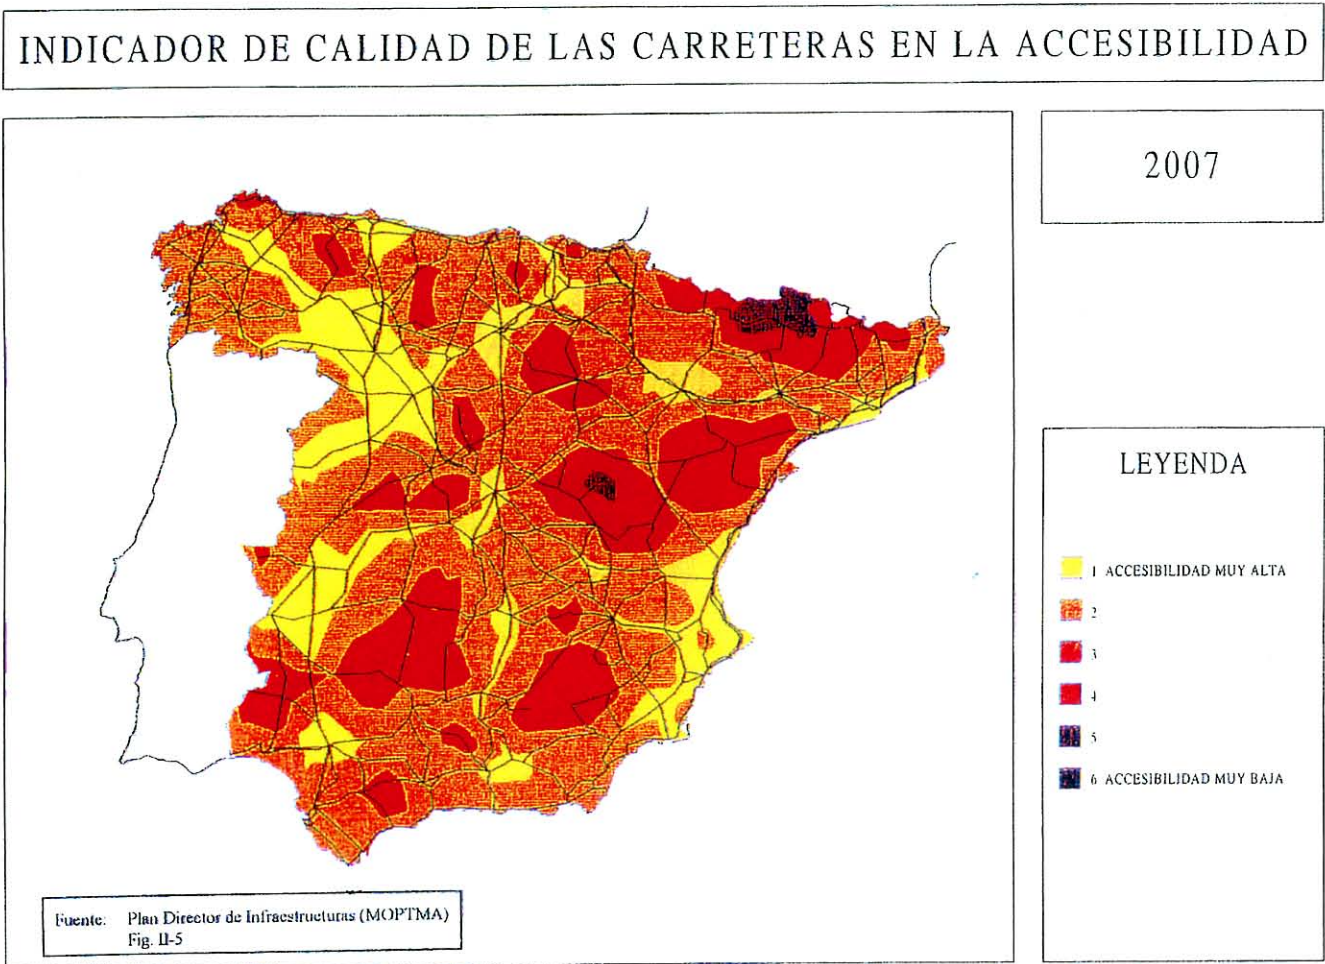 INDICADOR DE CALIDAD DE LAS CARRETERAS EN LA ACCESIBILIDAD
2007
LEYENDA
1 ACCESIBILIDAD MUY ALTA
2
3
4
5
6 ACCESIBILIDAD MUY BAJA
Fuente: Plan Director de Infraestructuras (MOPTMA)
Fig. II-5